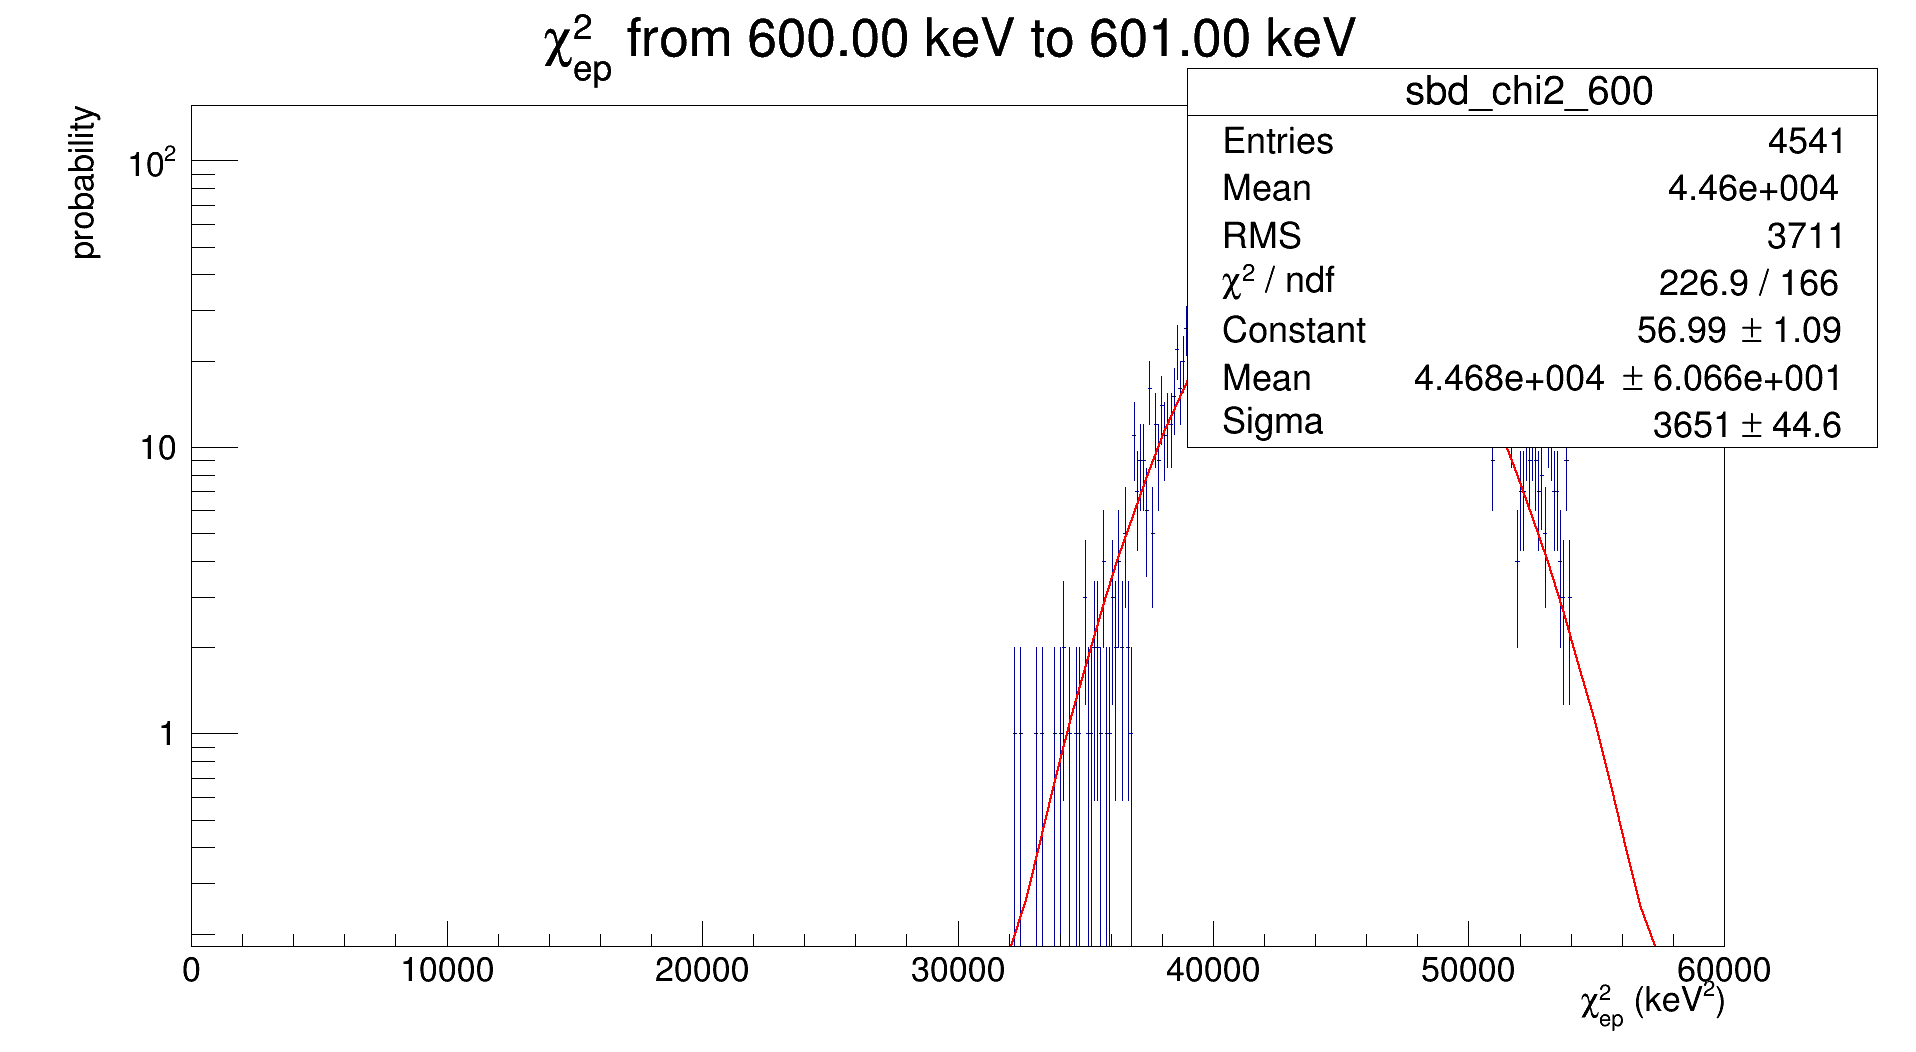 χ²ep from 600.00 keV to 601.00 keV
sbd_chi2_600
Entries 4541
Mean 4.46e+004
RMS 3711
χ² / ndf 226.9 / 166
Constant 56.99 ± 1.09
Mean 4.468e+004 ± 6.066e+001
Sigma 3651 ± 44.6
probability
10²
10
1
0 10000 20000 30000 40000 50000 60000
χ²ep (keV²)